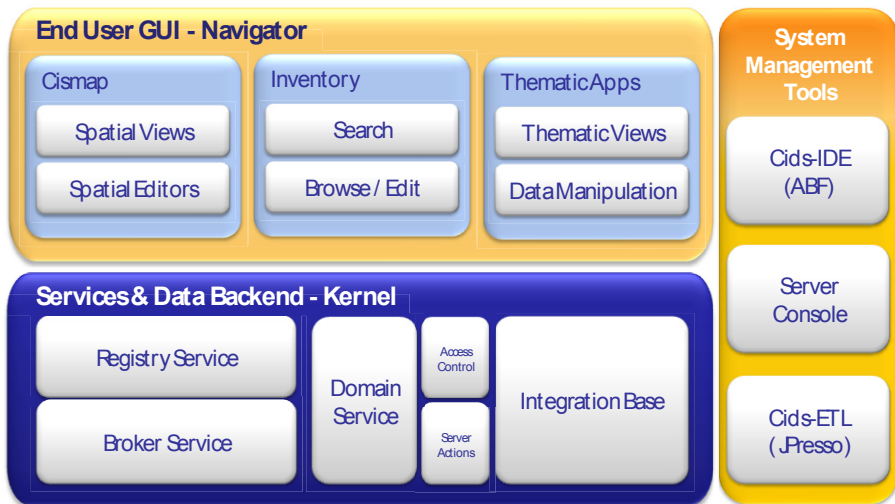 End User GUI - Navigator
Cismap
Spatial Views
Spatial Editors
Inventory
Search
Browse / Edit
Thematic Apps
Thematic Views
Data Manipulation
Services & Data Backend - Kernel
Registry Service
Broker Service
Domain
Service
Access
Control
Server
Actions
Integration Base
System
Management
Tools
Cids-IDE
(ABF)
Server
Console
Cids-ETL
( JPresso)